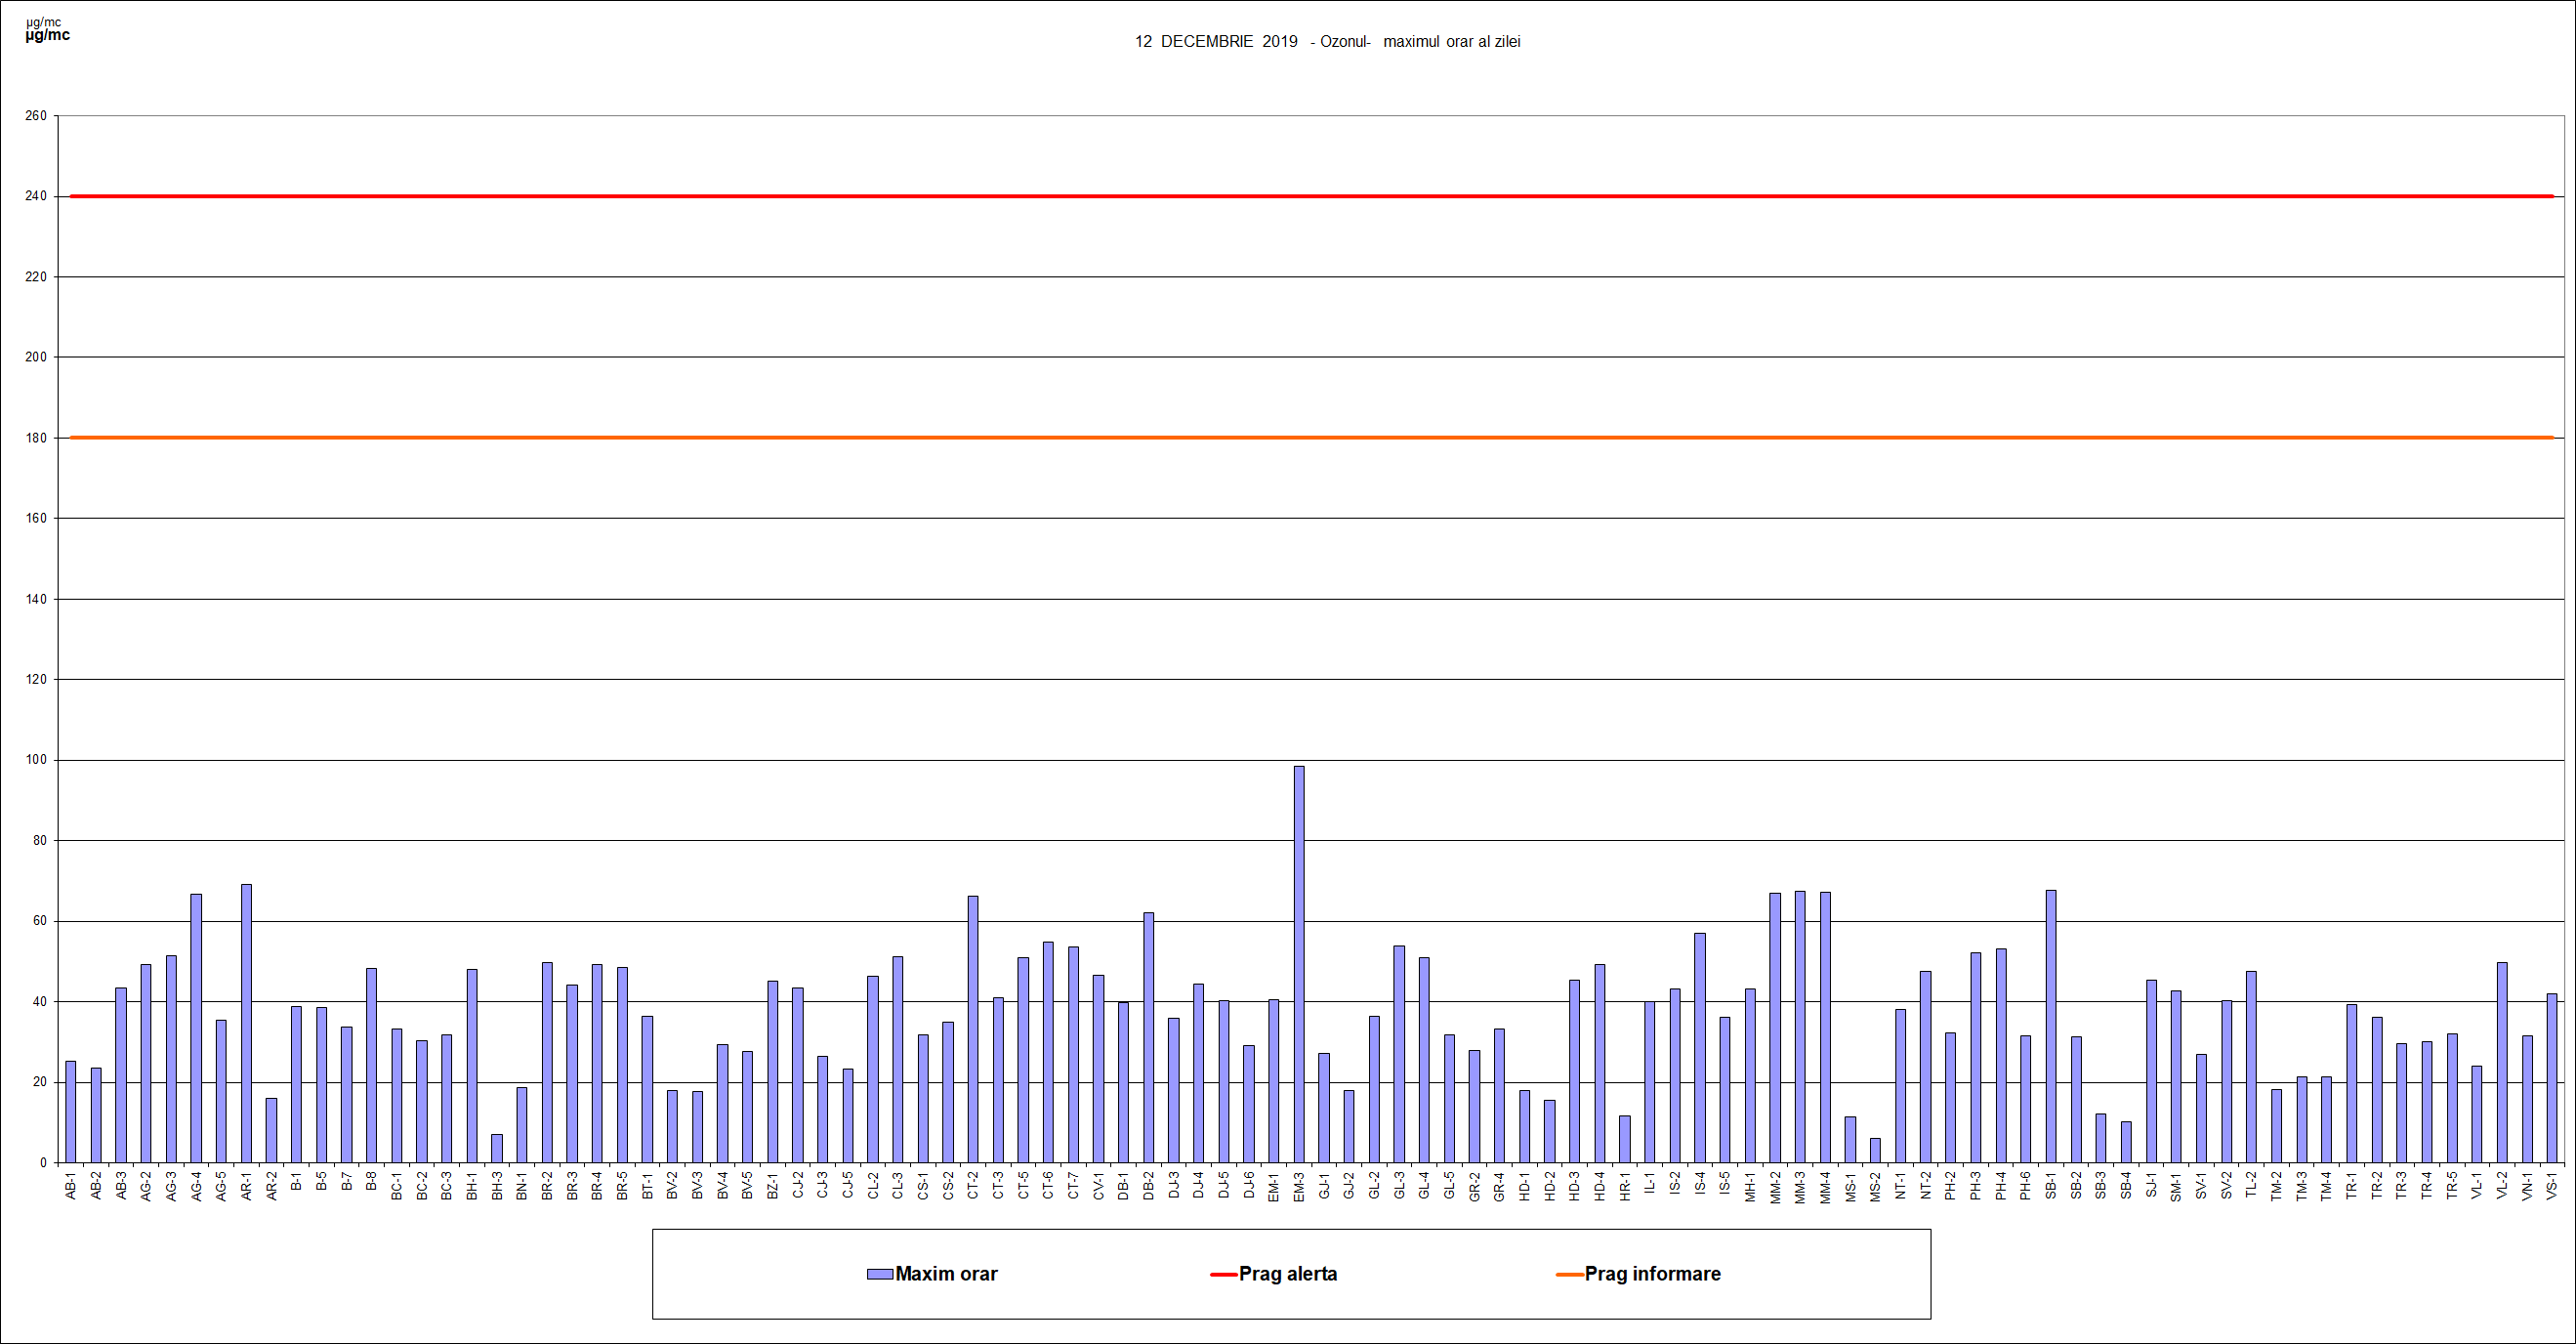 µg/mc
µg/mc
12 DECEMBRIE 2019 - Ozonul- maximul orar al zilei
260
240
220
200
180
160
140
120
100
80
60
40
20
0
AB-1
AB-2
AB-3
AG-2
AG-3
AG-4
AG-5
AR-1
AR-2
B-1
B-5
B-7
B-8
BC-1
BC-2
BC-3
BH-1
BH-3
BN-1
BR-2
BR-3
BR-4
BR-5
BT-1
BV-2
BV-3
BV-4
BV-5
BZ-1
CJ-2
CJ-3
CJ-5
CL-2
CL-3
CS-1
CS-2
CT-2
CT-3
CT-5
CT-6
CT-7
CV-1
DB-1
DB-2
DJ-3
DJ-4
DJ-5
DJ-6
EM-1
EM-3
GJ-1
GJ-2
GL-2
GL-3
GL-4
GL-5
GR-2
GR-4
HD-1
HD-2
HD-3
HD-4
HR-1
IL-1
IS-2
IS-4
IS-5
MH-1
MM-2
MM-3
MM-4
MS-1
MS-2
NT-1
NT-2
PH-2
PH-3
PH-4
PH-6
SB-1
SB-2
SB-3
SB-4
SJ-1
SM-1
SV-1
SV-2
TL-2
TM-2
TM-3
TM-4
TR-1
TR-2
TR-3
TR-4
TR-5
VL-1
VL-2
VN-1
VS-1
Maxim orar
Prag alerta
Prag informare